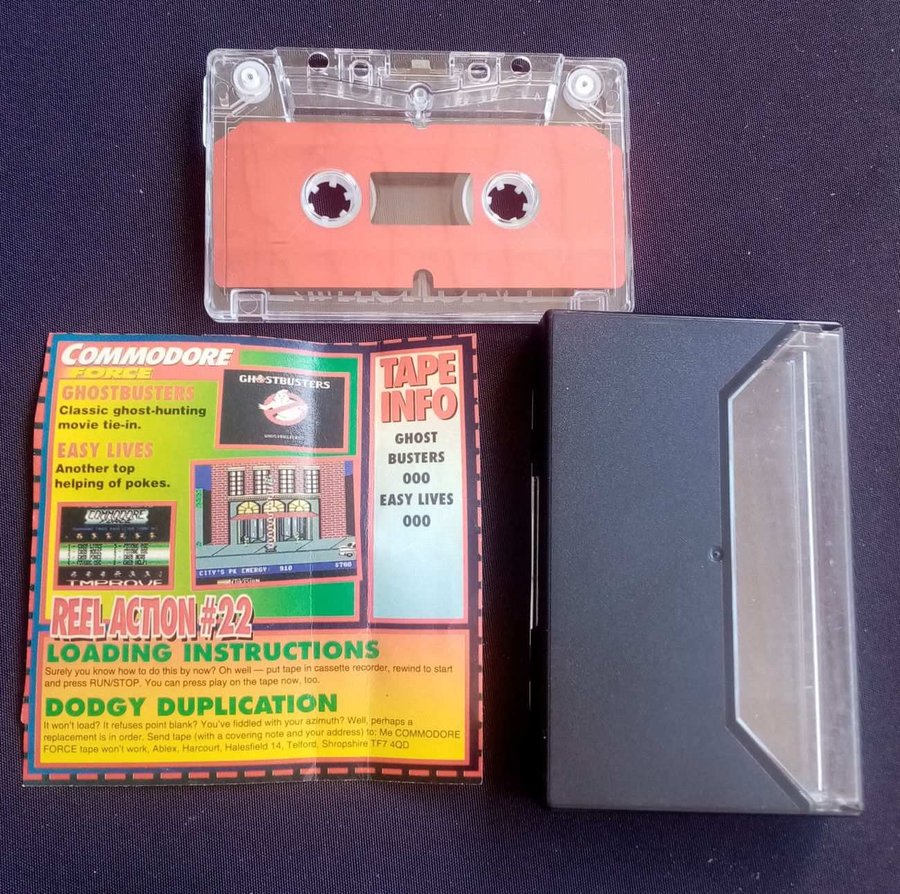 COMMODORE
FORCE
GHOSTBUSTERS
Classic ghost-hunting
movie tie-in.
EASY LIVES
Another top
helping of pokes.
GHOSTBUSTERS
COMMODORE
IMPROVE
CITY'S PK ENERGY: 910 $700
ACTIVISION
TAPE
INFO
GHOST
BUSTERS
000
EASY LIVES
000
REEL ACTION #22
LOADING INSTRUCTIONS
Surely you know how to do this by now? Oh well — put tape in cassette recorder, rewind to start
and press RUN/STOP. You can press play on the tape now, too.
DODGY DUPLICATION
It won't load? It refuses point blank? You've fiddled with your azimuth? Well, perhaps a
replacement is in order. Send tape (with a covering note and your address) to: Me COMMODORE
FORCE tape won't work, Ablex, Harcourt, Halesfield 14, Telford, Shropshire TF7 4QD